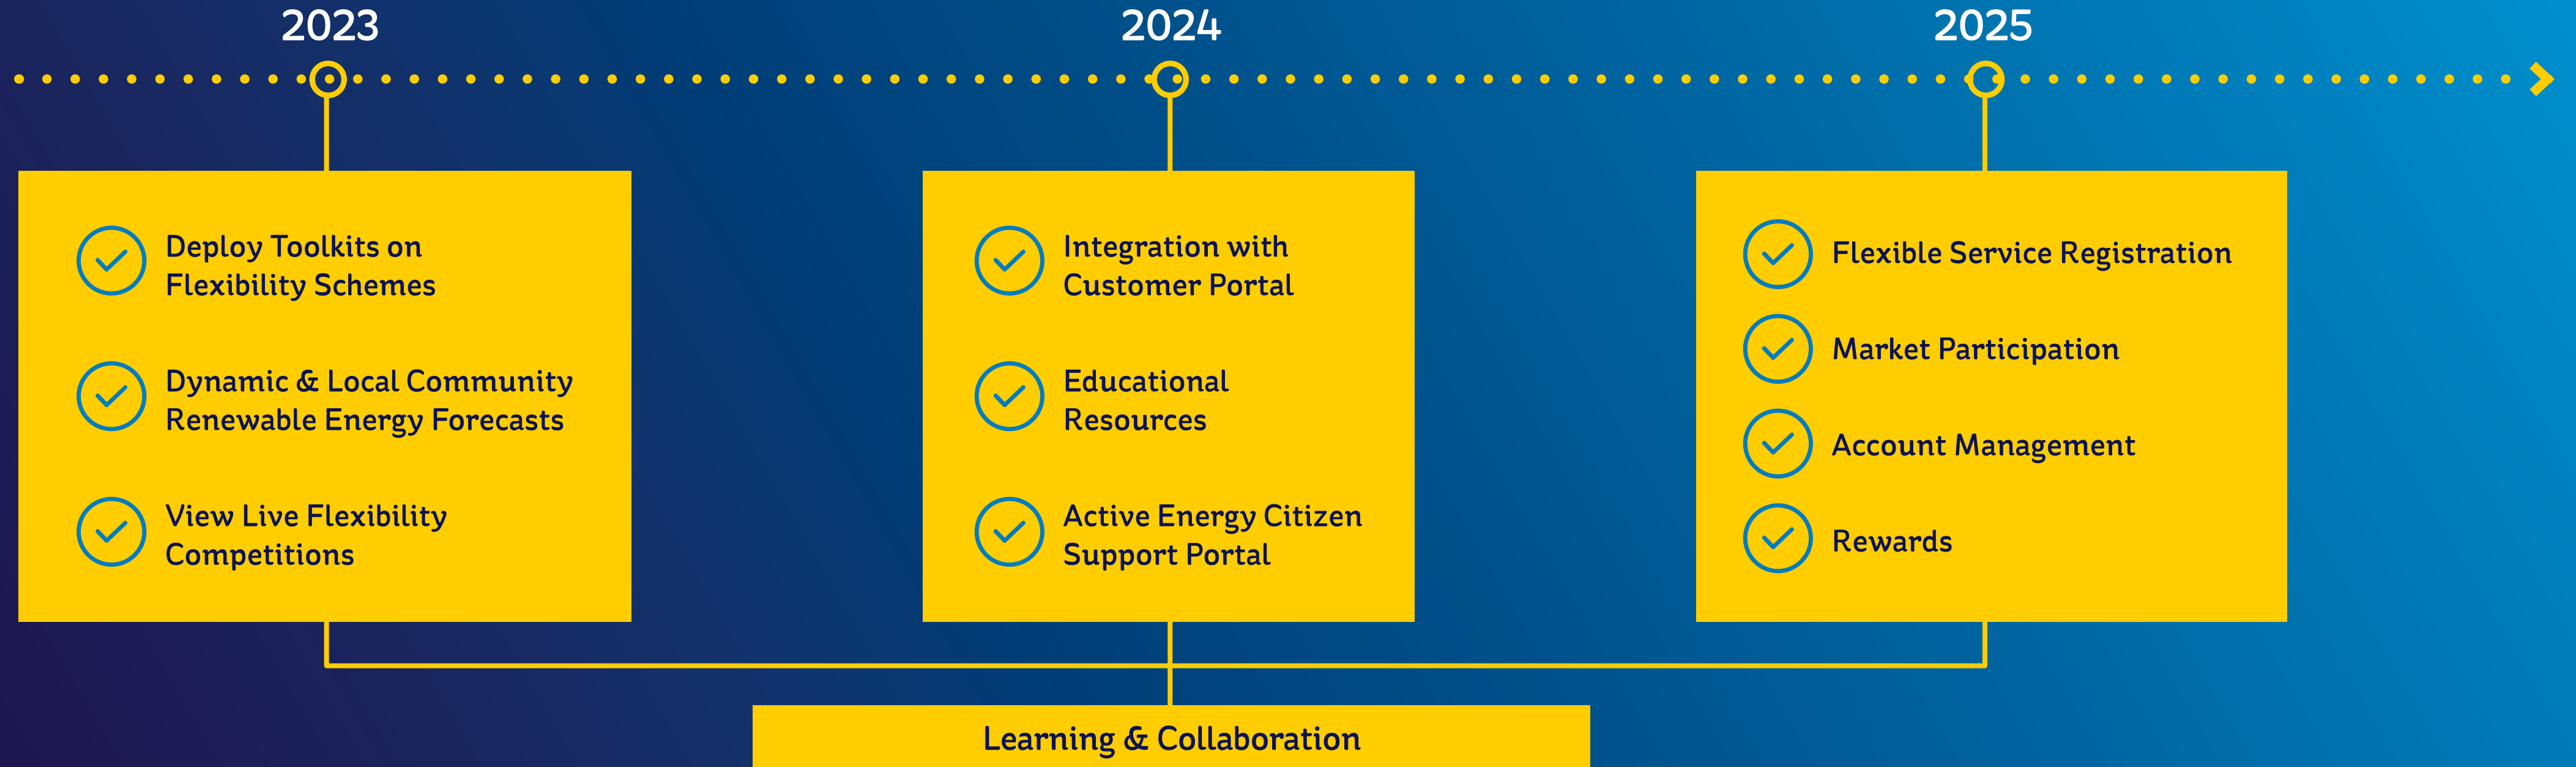 2023
2024
2025
Deploy Toolkits on
Flexibility Schemes
Dynamic & Local Community
Renewable Energy Forecasts
View Live Flexibility
Competitions
Integration with
Customer Portal
Educational
Resources
Active Energy Citizen
Support Portal
Flexible Service Registration
Market Participation
Account Management
Rewards
Learning & Collaboration